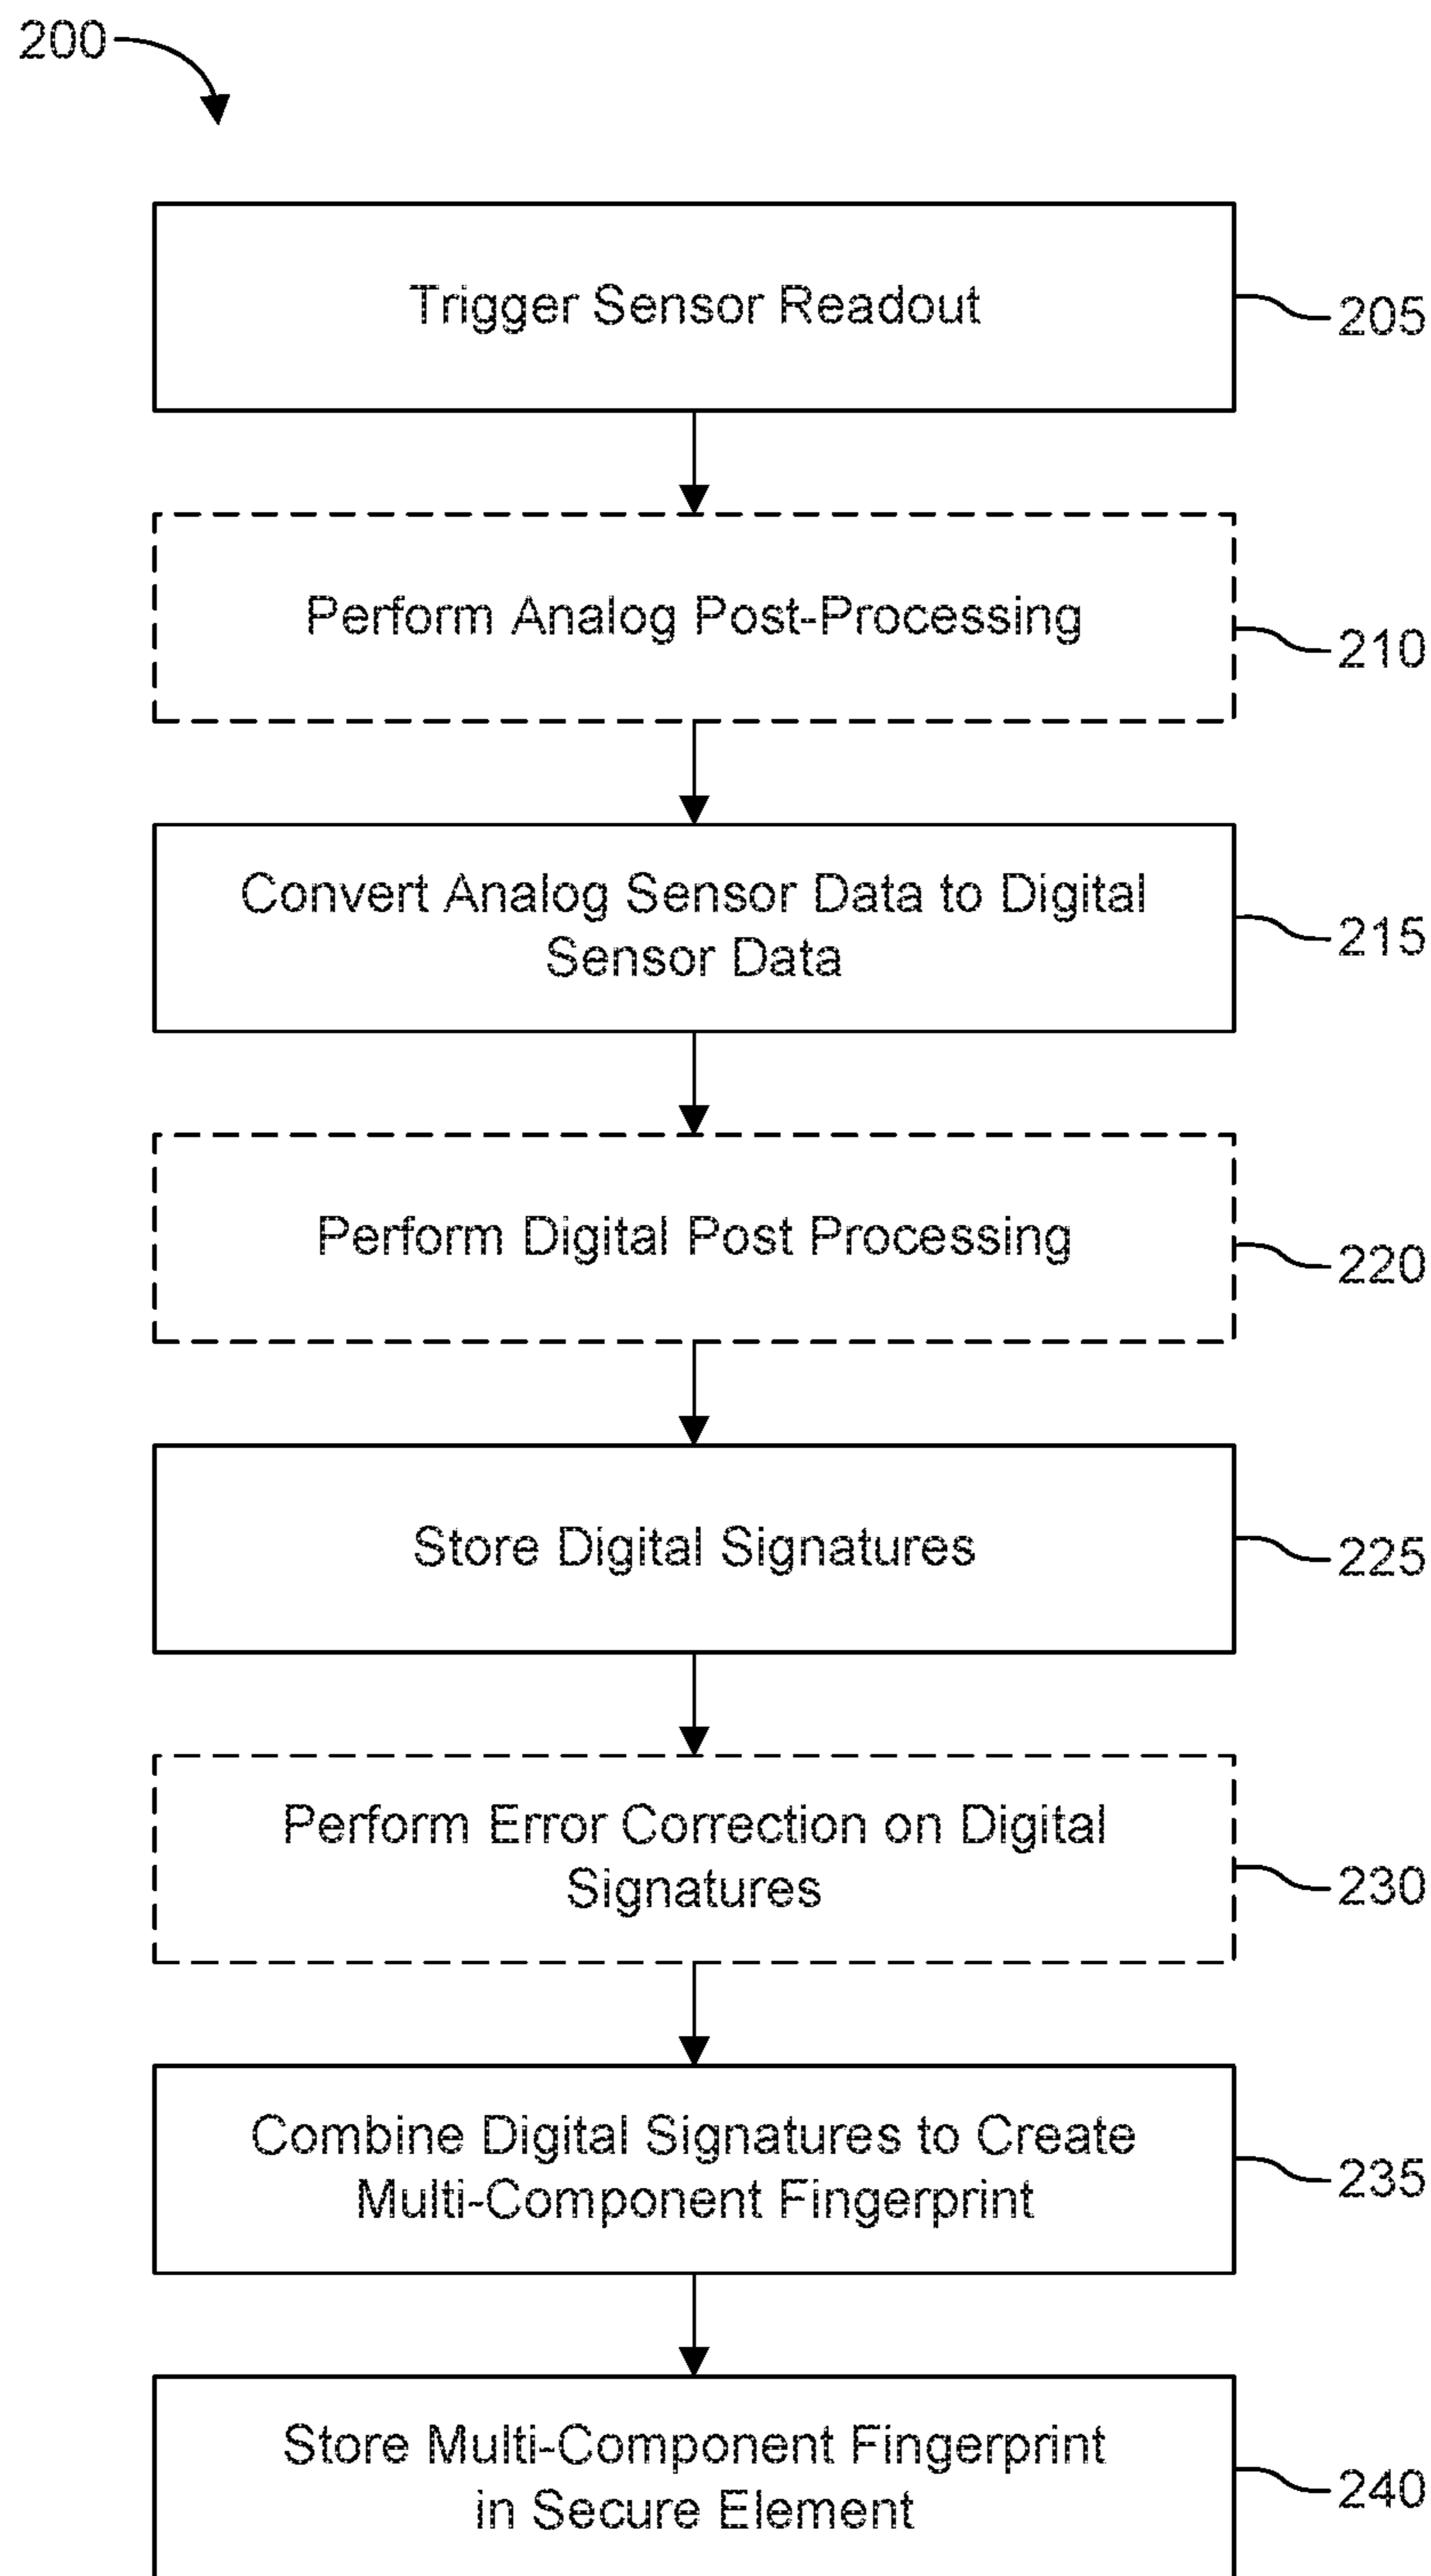 200
Trigger Sensor Readout
205
Perform Analog Post-Processing
210
Convert Analog Sensor Data to Digital
Sensor Data
215
Perform Digital Post Processing
220
Store Digital Signatures
225
Perform Error Correction on Digital
Signatures
230
Combine Digital Signatures to Create
Multi-Component Fingerprint
235
Store Multi-Component Fingerprint
in Secure Element
240